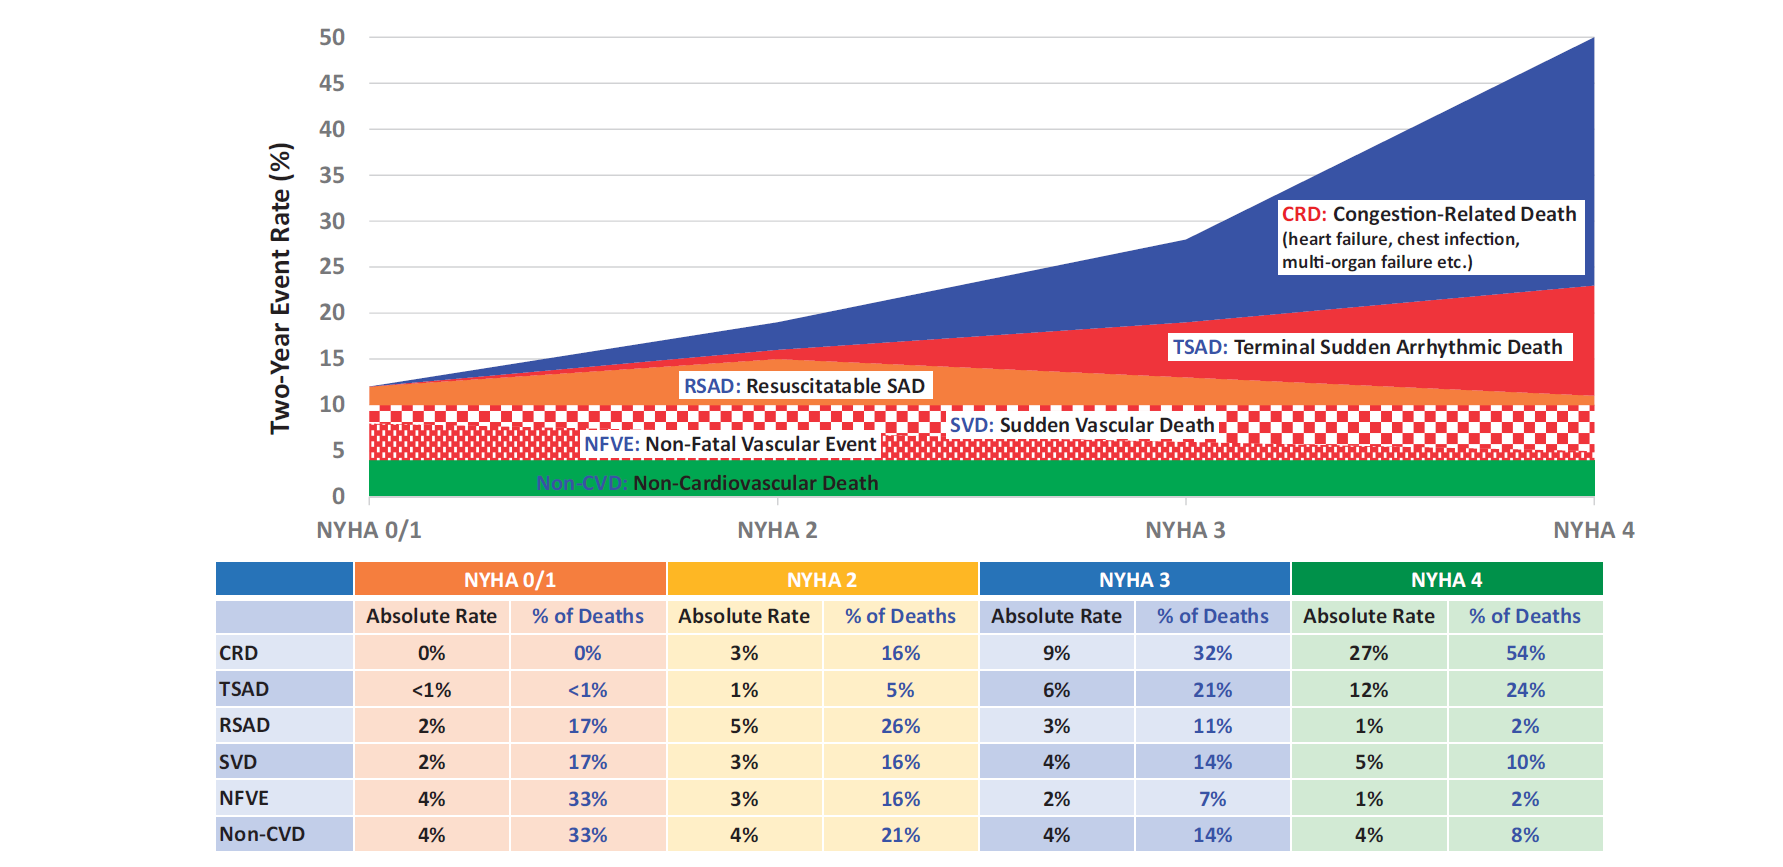 50
45
40
35
30
25
20
15
10
5
0
Two-Year Event Rate (%)
CRD: Congestion-Related Death
(heart failure, chest infection,
multi-organ failure etc.)
TSAD: Terminal Sudden Arrhythmic Death
RSAD: Resuscitatable SAD
SVD: Sudden Vascular Death
NFVE: Non-Fatal Vascular Event
Non-CVD: Non-Cardiovascular Death
NYHA 0/1 NYHA 2 NYHA 3 NYHA 4
NYHA 0/1 NYHA 2 NYHA 3 NYHA 4
Absolute Rate % of Deaths Absolute Rate % of Deaths Absolute Rate % of Deaths Absolute Rate % of Deaths
CRD 0% 0% 3% 16% 9% 32% 27% 54%
TSAD <1% <1% 1% 5% 6% 21% 12% 24%
RSAD 2% 17% 5% 26% 3% 11% 1% 2%
SVD 2% 17% 3% 16% 4% 14% 5% 10%
NFVE 4% 33% 3% 16% 2% 7% 1% 2%
Non-CVD 4% 33% 4% 21% 4% 14% 4% 8%